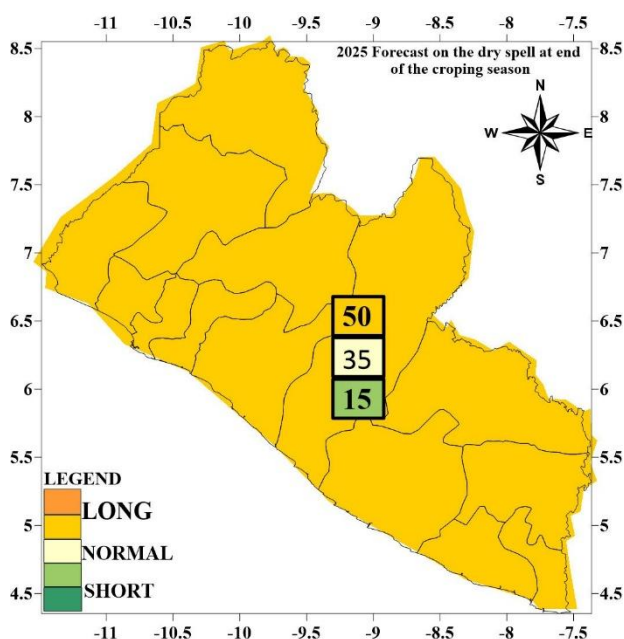 -11 -10.5 -10 -9.5 -9 -8.5 -8 -7.5
2025 Forecast on the dry spell at end
of the croping season
N
W E
S
8.5 8.5
8 8
7.5 7.5
7 7
6.5 6.5
6 6
5.5 5.5
5 5
4.5 4.5
50
35
15
LEGEND
LONG
NORMAL
SHORT
-11 -10.5 -10 -9.5 -9 -8.5 -8 -7.5